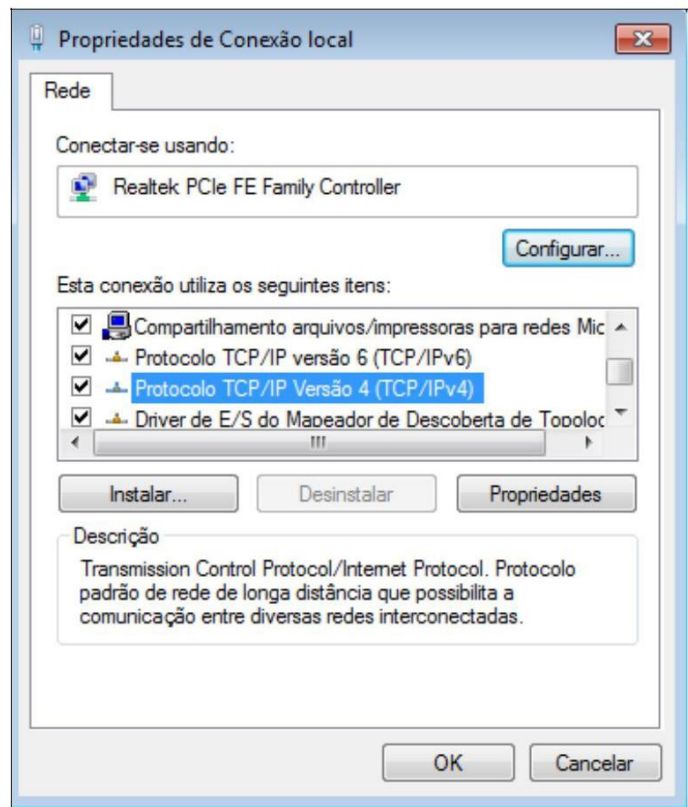 Propriedades de Conexão local
Rede
Conectar-se usando:
Realtek PCIe FE Family Controller
Configurar...
Esta conexão utiliza os seguintes itens:
Compartilhamento arquivos/impressoras para redes Mic
Protocolo TCP/IP versão 6 (TCP/IPv6)
Protocolo TCP/IP Versão 4 (TCP/IPv4)
Driver de E/S do Mapeador de Descoberta de Topoloc
Instalar...
Desinstalar
Propriedades
Descrição
Transmission Control Protocol/Internet Protocol. Protocolo
padrão de rede de longa distância que possibilita a
comunicação entre diversas redes interconectadas.
OK
Cancelar